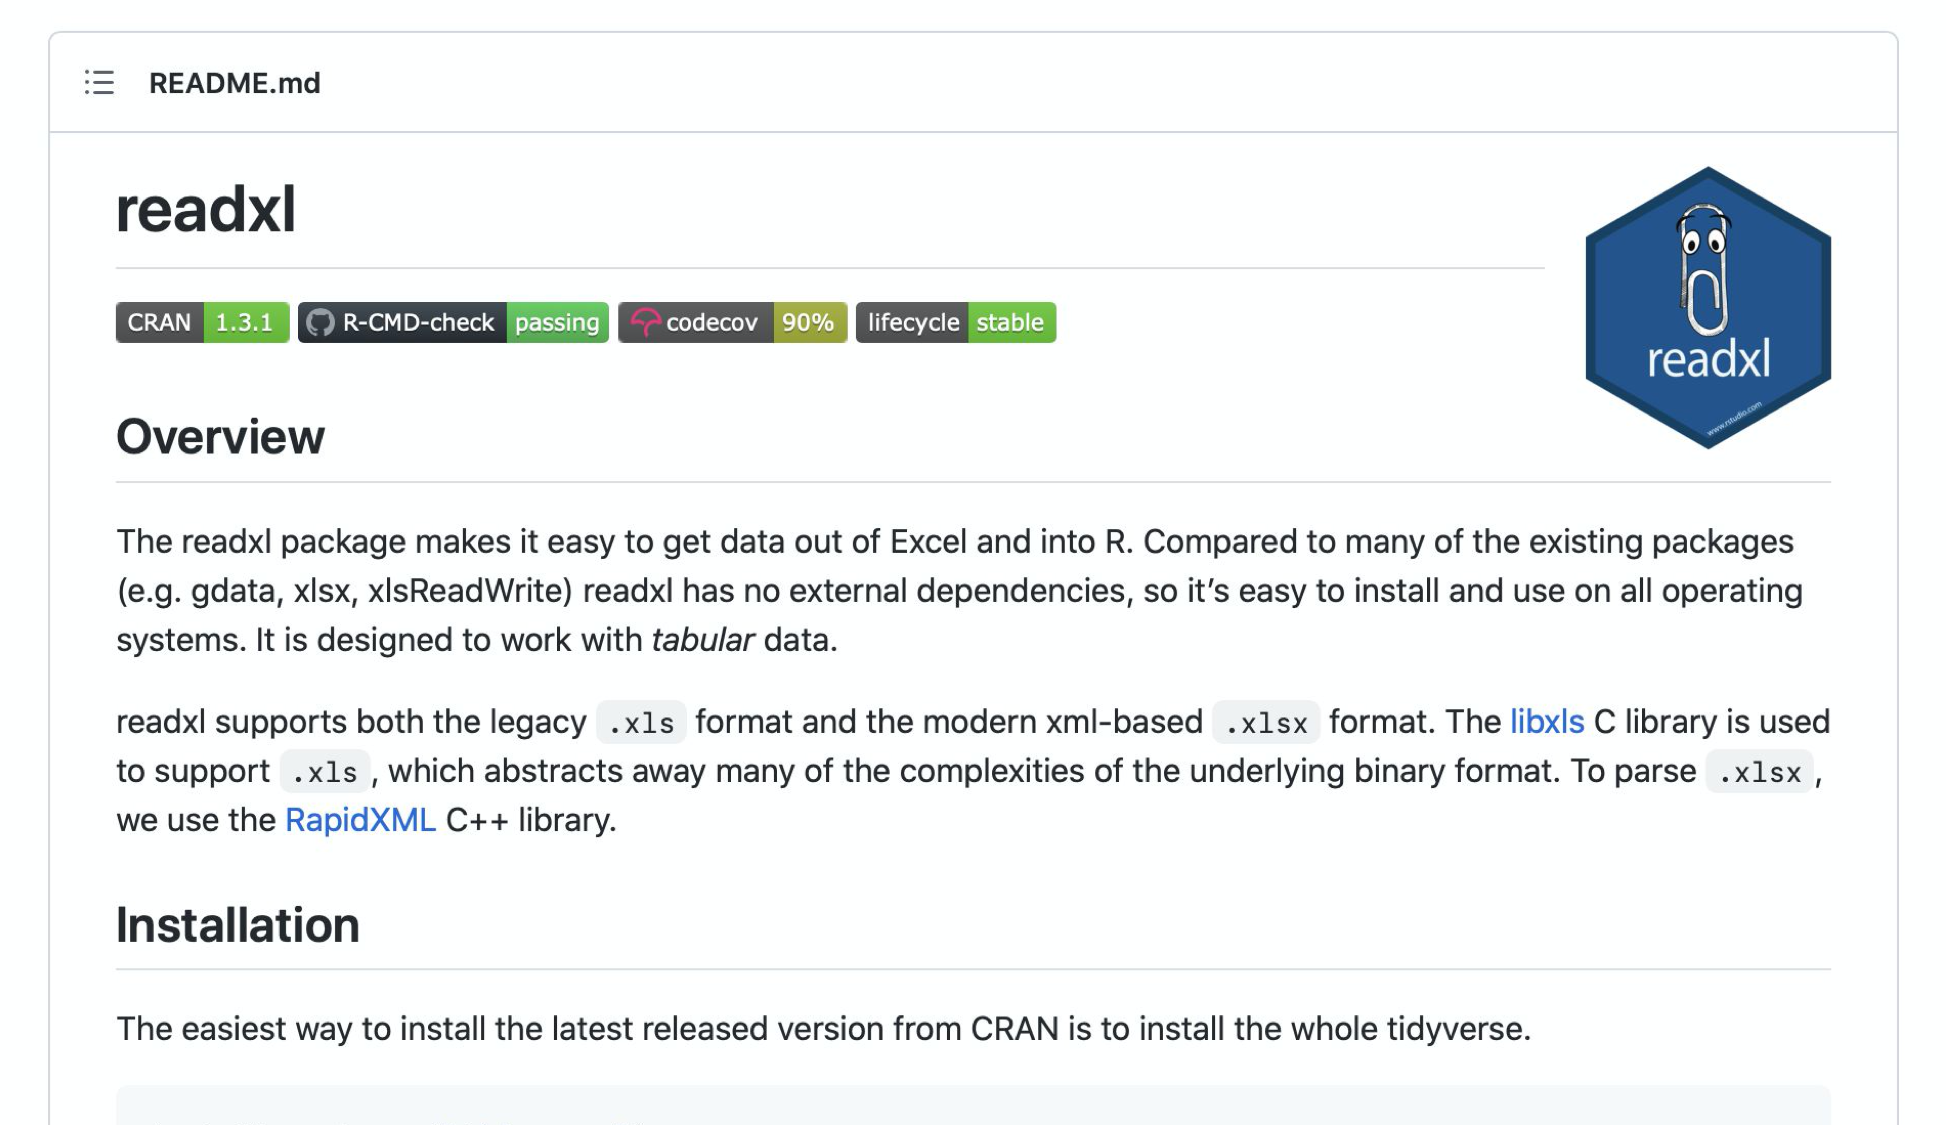 README.md
readxl
CRAN 1.3.1 R-CMD-check passing codecov 90% lifecycle stable
readxl
www.rstudio.com
Overview
The readxl package makes it easy to get data out of Excel and into R. Compared to many of the existing packages
(e.g. gdata, xlsx, xlsReadWrite) readxl has no external dependencies, so it’s easy to install and use on all operating
systems. It is designed to work with tabular data.
readxl supports both the legacy .xls format and the modern xml-based .xlsx format. The libxls C library is used
to support .xls, which abstracts away many of the complexities of the underlying binary format. To parse .xlsx,
we use the RapidXML C++ library.
Installation
The easiest way to install the latest released version from CRAN is to install the whole tidyverse.